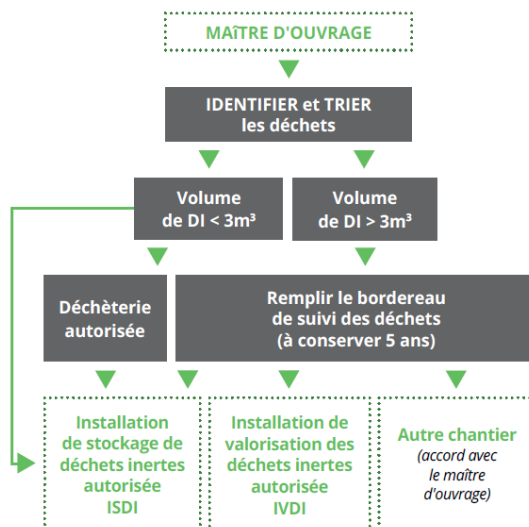 MAîTRE D'OUVRAGE
IDENTIFIER et TRIER
les déchets
Volume
de DI < 3m³
Volume
de DI > 3m³
Déchèterie
autorisée
Remplir le bordereau
de suivi des déchets
(à conserver 5 ans)
Installation
de stockage de
déchets inertes
autorisée
ISDI
Installation de
valorisation des
déchets inertes
autorisée
IVDI
Autre chantier
(accord avec
le maître
d'ouvrage)